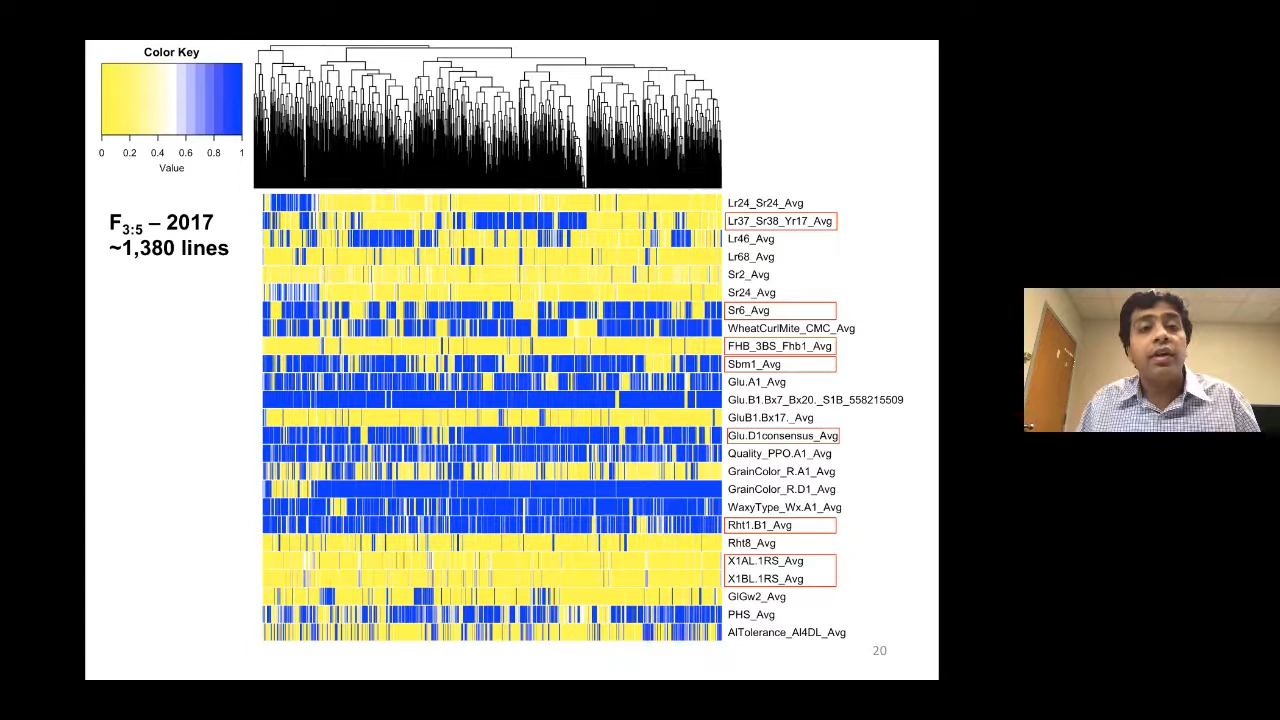 Color Key
0 0.2 0.4 0.6 0.8 1
Value
F3:5 – 2017
~1,380 lines
Lr24_Sr24_Avg
Lr37_Sr38_Yr17_Avg
Lr46_Avg
Lr68_Avg
Sr2_Avg
Sr24_Avg
Sr6_Avg
WheatCurlMite_CMC_Avg
FHB_3BS_Fhb1_Avg
Sbm1_Avg
Glu.A1_Avg
Glu.B1.Bx7_Bx20._S1B_558215509
GluB1.Bx17._Avg
Glu.D1consensus_Avg
Quality_PPO.A1_Avg
GrainColor_R.A1_Avg
GrainColor_R.D1_Avg
WaxyType_Wx.A1_Avg
Rht1.B1_Avg
Rht8_Avg
X1AL.1RS_Avg
X1BL.1RS_Avg
GlGw2_Avg
PHS_Avg
AlTolerance_Al4DL_Avg
20